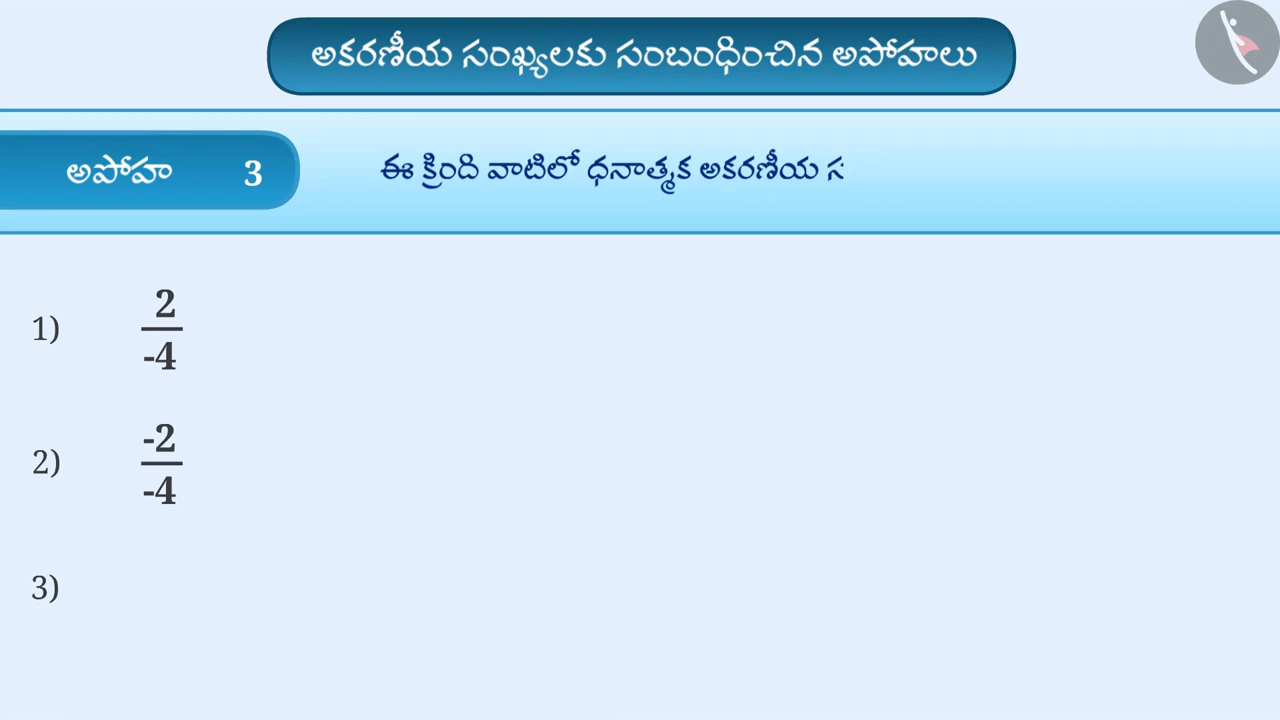 అకరణీయ సంఖ్యలకు సంబంధించిన అపోహలు
అపోహ 3
ఈ క్రింది వాటిలో ధనాత్మక అకరణీయ
1) 2
-4
2) -2
-4
3)